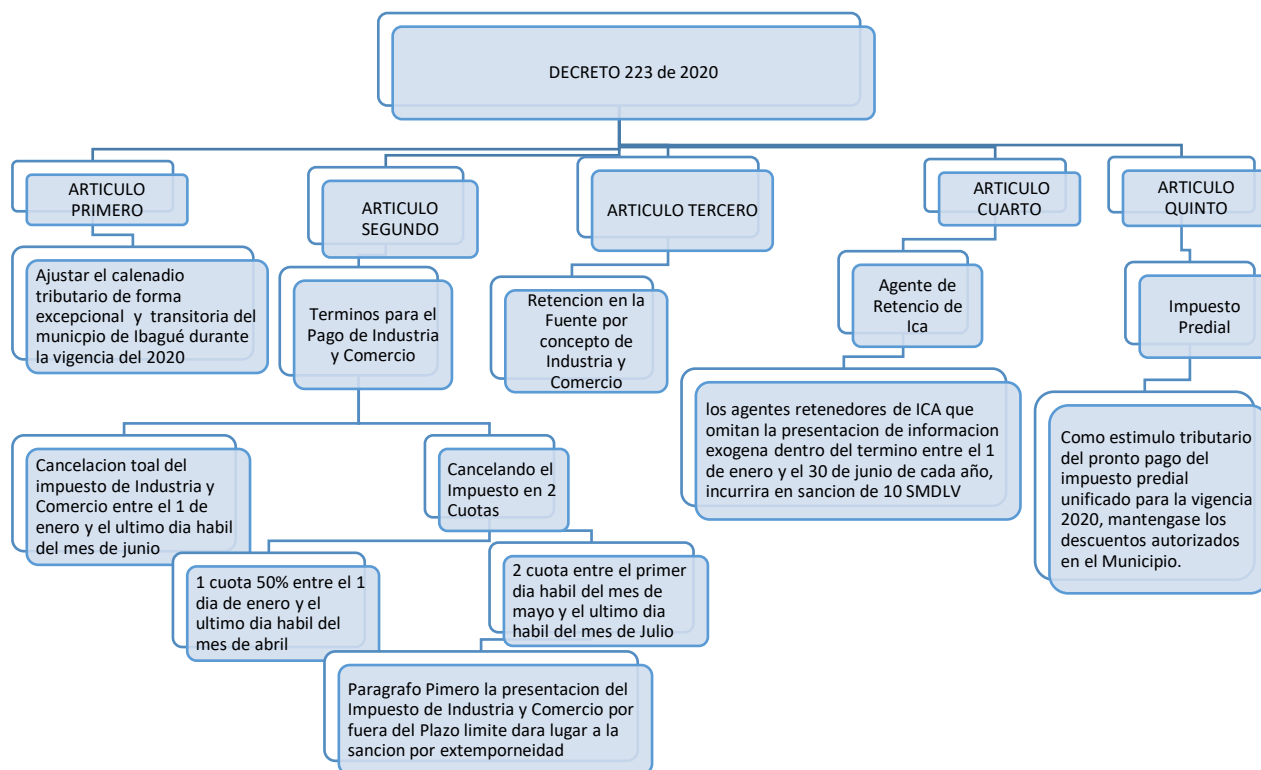 DECRETO 223 de 2020
ARTICULO
PRIMERO
ARTICULO
SEGUNDO
ARTICULO TERCERO
ARTICULO
CUARTO
ARTICULO
QUINTO
Ajustar el calenadio
tributario de forma
excepcional y transitoria del
municpio de Ibagué durante
la vigencia del 2020
Terminos para el
Pago de Industria
y Comercio
Retencion en la
Fuente por
concepto de
Industria y
Comercio
Agente de
Retencio de
Ica
Impuesto
Predial
Cancelacion toal del
impuesto de Industria y
Comercio entre el 1 de
enero y el ultimo dia habil
del mes de junio
Cancelando el
Impuesto en 2
Cuotas
los agentes retenedores de ICA que
omitan la presentacion de informacion
exogena dentro del termino entre el 1
de enero y el 30 de junio de cada año,
incurrira en sancion de 10 SMDLV
Como estimulo tributario
del pronto pago del
impuesto predial
unificado para la vigencia
2020, mantengase los
descuentos autorizados
en el Municipio.
1 cuota 50% entre el 1
dia de enero y el
ultimo dia habil del
mes de abril
2 cuota entre el primer
dia habil del mes de
mayo y el ultimo dia
habil del mes de Julio
Paragrafo Pimero la presentacion del
Impuesto de Industria y Comercio por
fuera del Plazo limite dara lugar a la
sancion por extemporneidad